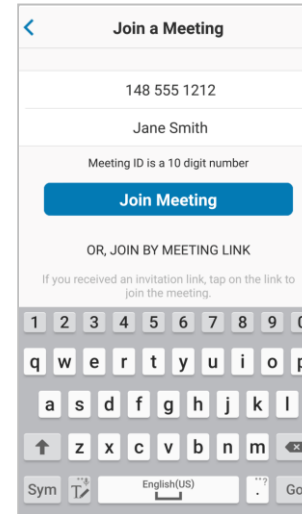 Join a Meeting
148 555 1212
Jane Smith
Meeting ID is a 10 digit number
Join Meeting
OR, JOIN BY MEETING LINK
If you received an invitation link, tap on the link to
join the meeting.
1 2 3 4 5 6 7 8 9 0
q w e r t y u i o p
a s d f g h j k l
z x c v b n m
Sym T English(US) . ,,? Go